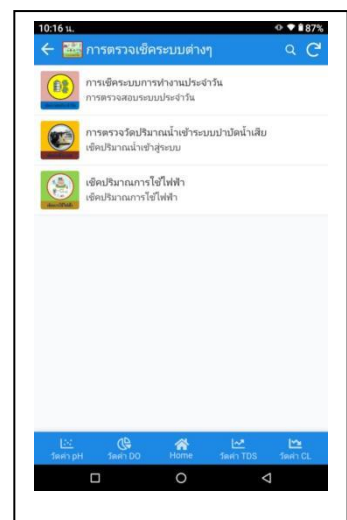 10:16 น.
87%
การตรวจเช็คระบบต่างๆ
การเช็คระบบการทำงานประจำวัน
การตรวจสอบระบบประจำวัน
การตรวจวัดปริมาณน้ำเข้าระบบบำบัดน้ำเสีย
เช็คปริมาณน้ำเข้าสู่ระบบ
เช็คปริมาณการใช้ไฟฟ้า
เช็คปริมาณการใช้ไฟฟ้า
วัดค่า pH
วัดค่า DO
Home
วัดค่า TDS
วัดค่า CL